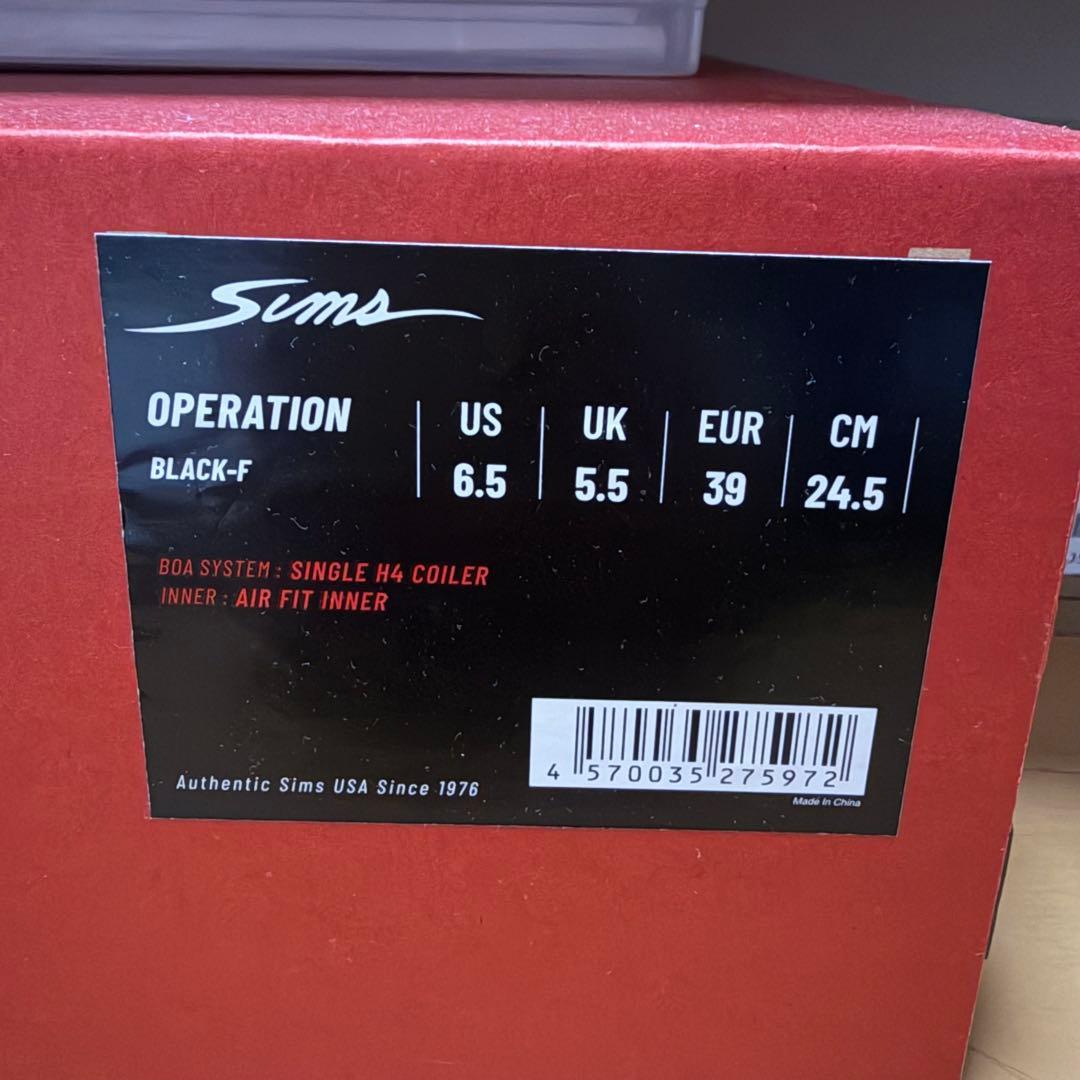 Sims
OPERATION
BLACK-F
US UK EUR CM
6.5 5.5 39 24.5
BOA SYSTEM : SINGLE H4 COILER
INNER : AIR FIT INNER
4 570035 275972
Authentic Sims USA Since 1976
Made In China